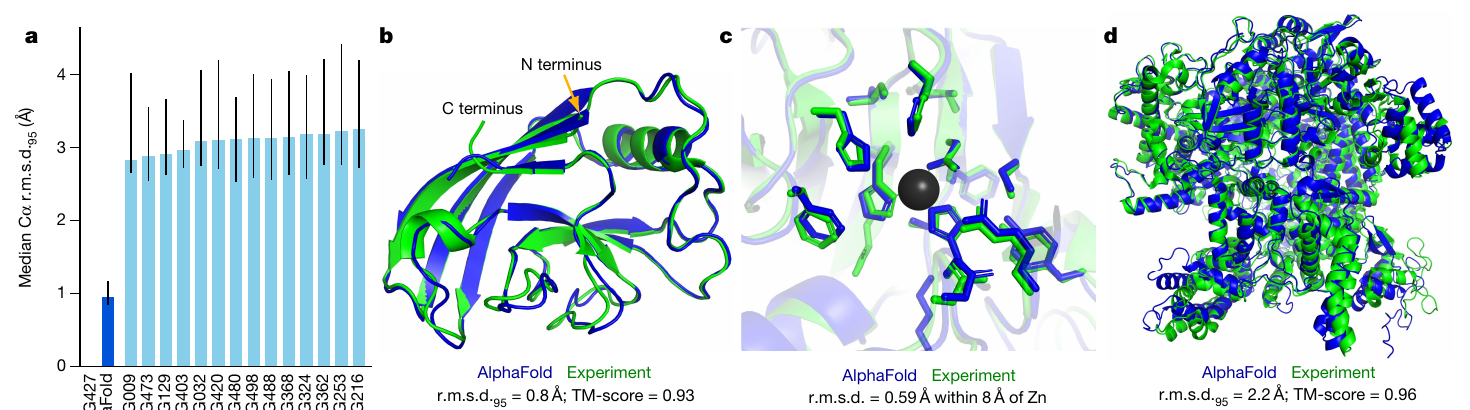 a
Median Cα r.m.s.d.95 (Å)
4
3
2
1
0
G427
aFold
G009
G473
G129
G403
G032
G420
G480
G498
G488
G368
G324
G362
G253
G216
b
N terminus
C terminus
AlphaFold Experiment
r.m.s.d.95 = 0.8 Å; TM-score = 0.93
c
AlphaFold Experiment
r.m.s.d. = 0.59 Å within 8 Å of Zn
d
AlphaFold Experiment
r.m.s.d.95 = 2.2 Å; TM-score = 0.96